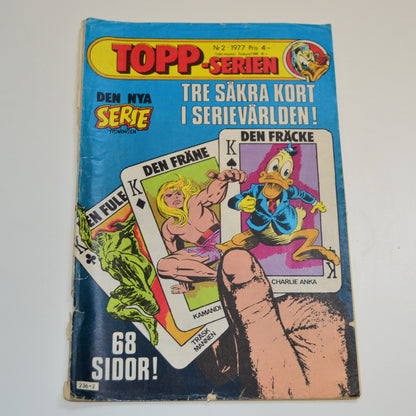 TOPP-SERIEN
Nr 2 · 1977 Pris 4:-
DEN NYA
SERIE
TRE SÄKRA KORT
I SERIEVÄRLDEN!
DEN FRÄCKE
K
DEN FRÄNE
K
EN FULE
K
KAMANDI
TRÄSK
MANNEN
CHARLIE ANKA
K
68
SIDOR!